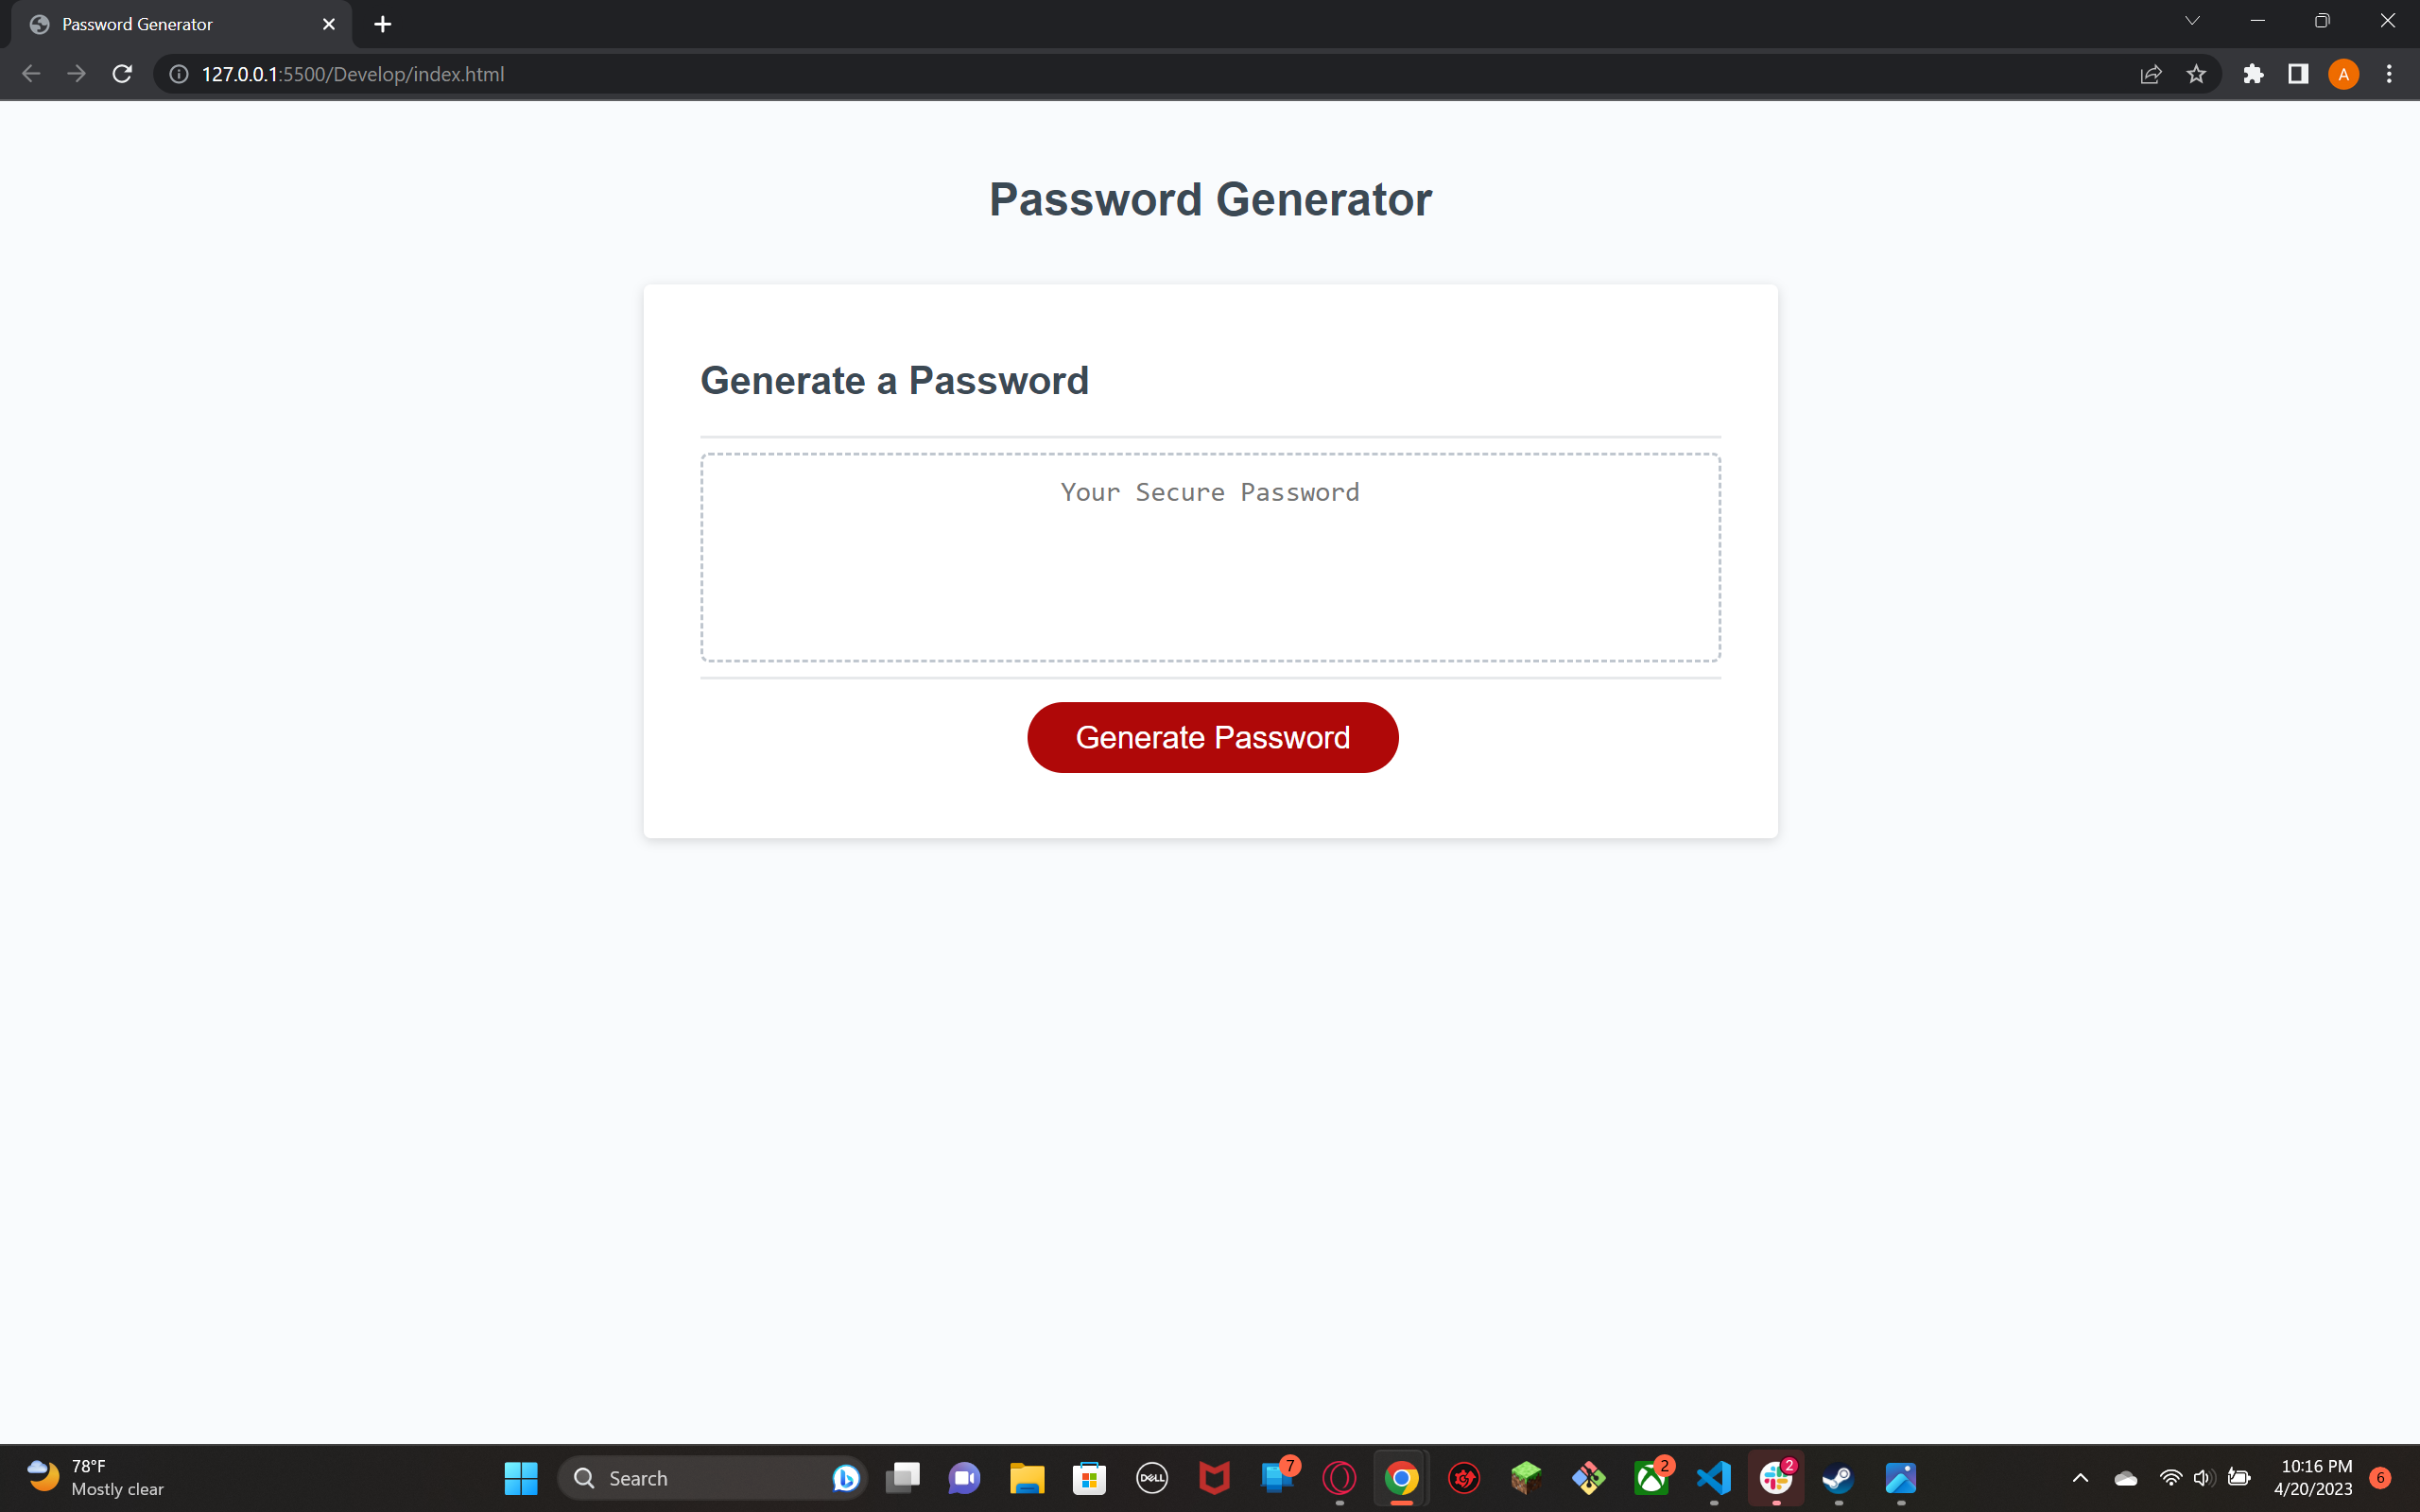 Password Generator
127.0.0.1:5500/Develop/index.html
A
Password Generator
Generate a Password
Your Secure Password
Generate Password
78°F
Mostly clear
Search
DELL
7
2
2
10:16 PM
4/20/2023
6